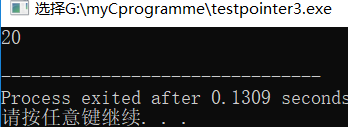 选择G:\myCprogramme\testpointer3.exe
20
--------------------------------
Process exited after 0.1309 seconds
请按任意键继续. . .